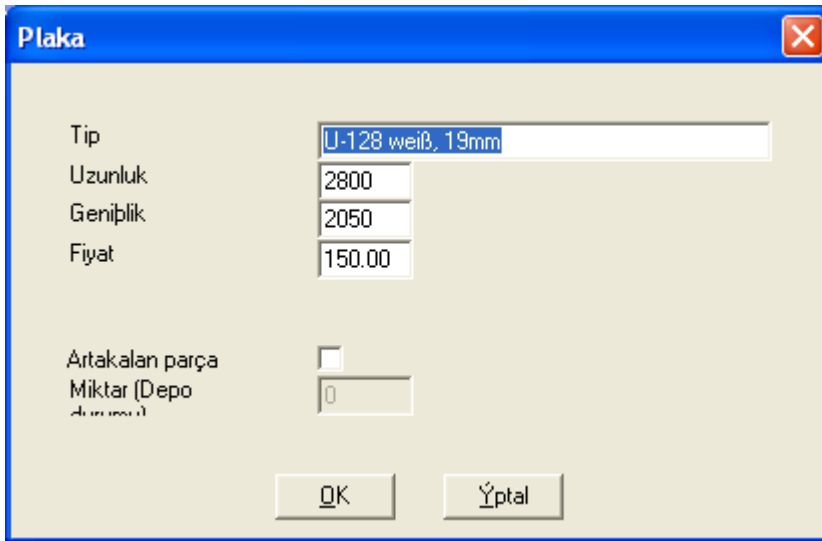 Plaka
Tip
U-128 weiß, 19mm
Uzunluk
2800
Geniþlik
2050
Fiyat
150.00
Artakalan parça
Miktar (Depo
durumu)
0
OK
Ýptal